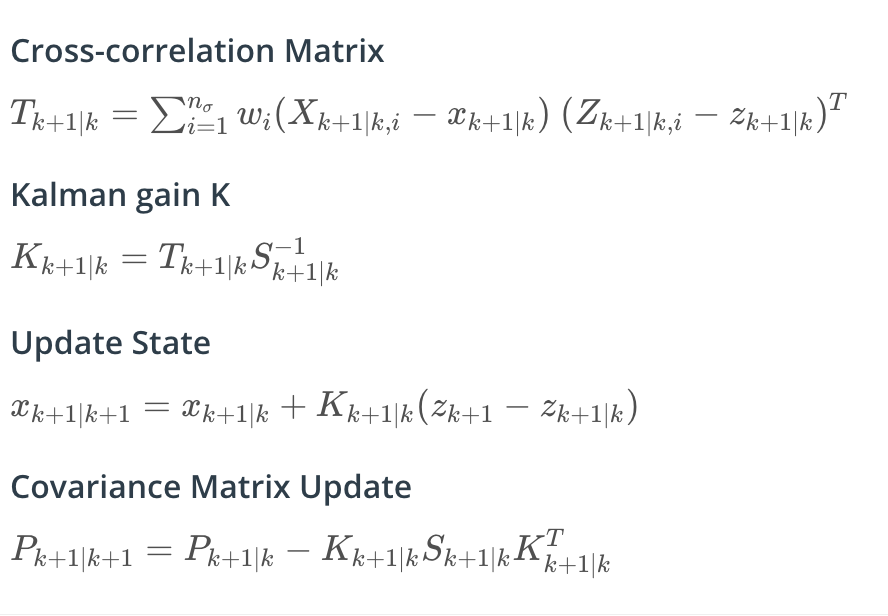 Cross-correlation Matrix
$T_{k+1|k} = \sum_{i=1}^{n_\sigma} w_i (X_{k+1|k,i} - x_{k+1|k}) (Z_{k+1|k,i} - z_{k+1|k})^T$
Kalman gain K
$K_{k+1|k} = T_{k+1|k} S_{k+1|k}^{-1}$
Update State
$x_{k+1|k+1} = x_{k+1|k} + K_{k+1|k} (z_{k+1} - z_{k+1|k})$
Covariance Matrix Update
$P_{k+1|k+1} = P_{k+1|k} - K_{k+1|k} S_{k+1|k} K_{k+1|k}^T$